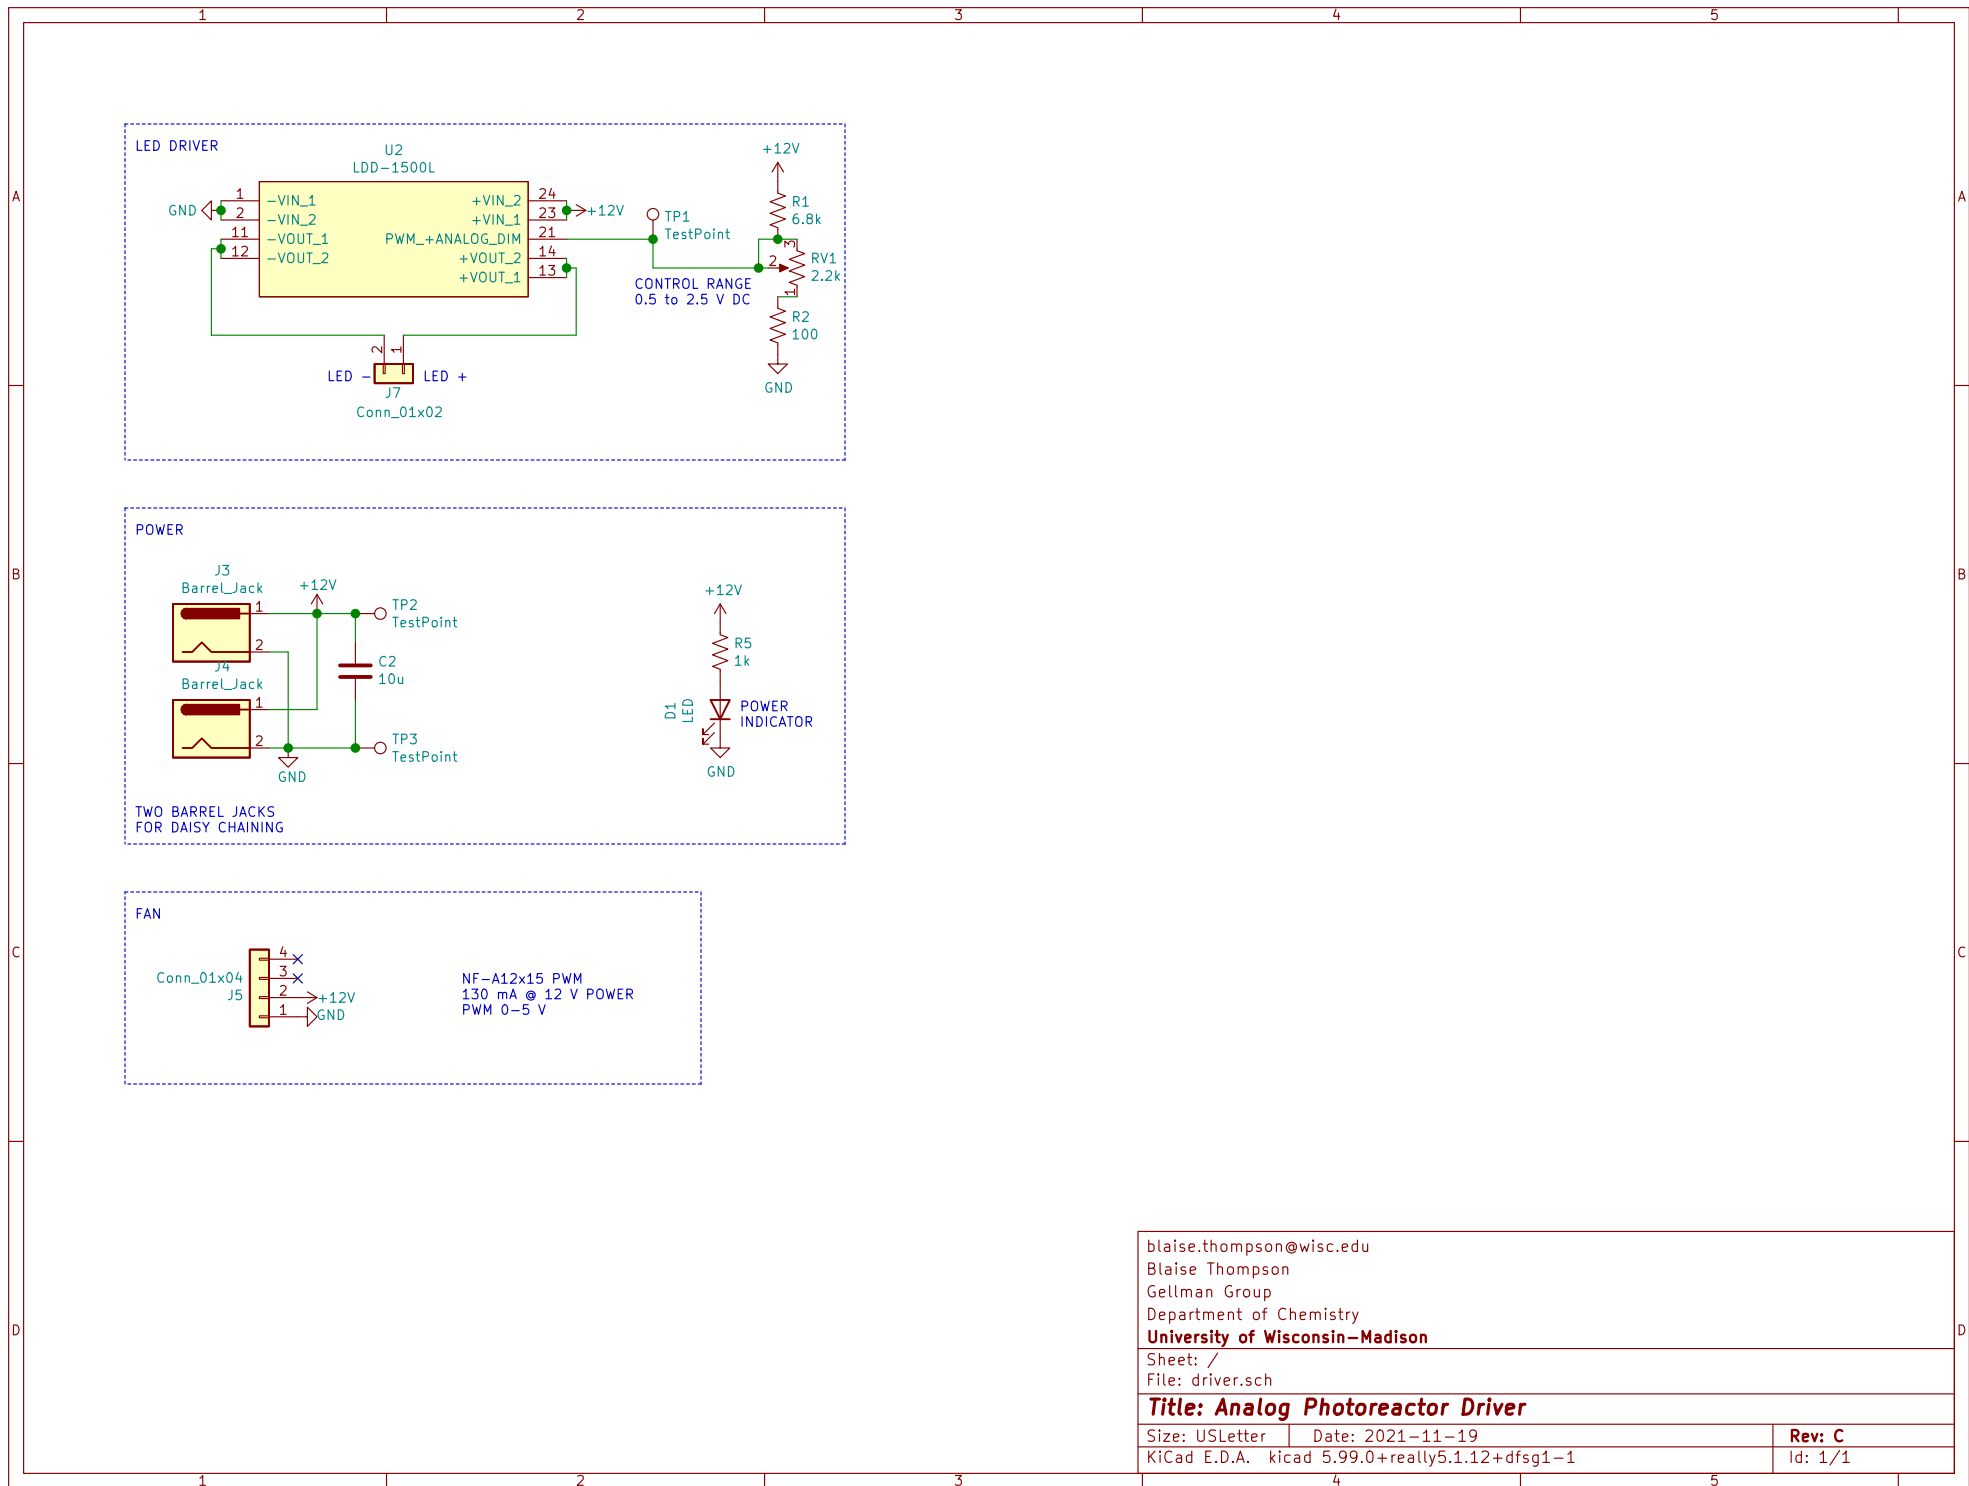 1 2 3 4 5
A
B
C
D
A
B
C
D
LED DRIVER
U2
LDD-1500L
GND
1
2
11
12
-VIN_1
-VIN_2
-VOUT_1
-VOUT_2
+VIN_2
+VIN_1
PWM_+ANALOG_DIM
+VOUT_2
+VOUT_1
24
23
21
14
13
+12V
TP1
TestPoint
CONTROL RANGE
0.5 to 2.5 V DC
+12V
R1
6.8k
3
2
1
RV1
2.2k
R2
100
GND
2 1
LED - LED +
J7
Conn_01x02
POWER
J3
Barrel_Jack
1
2
+12V
TP2
TestPoint
J4
Barrel_Jack
1
2
C2
10u
TP3
TestPoint
GND
+12V
R5
1k
D1
LED
POWER
INDICATOR
GND
TWO BARREL JACKS
FOR DAISY CHAINING
FAN
Conn_01x04
J5
4
3
2
1
+12V
GND
NF-A12x15 PWM
130 mA @ 12 V POWER
PWM 0-5 V
blaise.thompson@wisc.edu
Blaise Thompson
Gellman Group
Department of Chemistry
University of Wisconsin-Madison
Sheet: /
File: driver.sch
Title: Analog Photoreactor Driver
Size: USLetter Date: 2021-11-19 Rev: C
KiCad E.D.A. kicad 5.99.0+really5.1.12+dfsg1-1 Id: 1/1
1 2 3 4 5